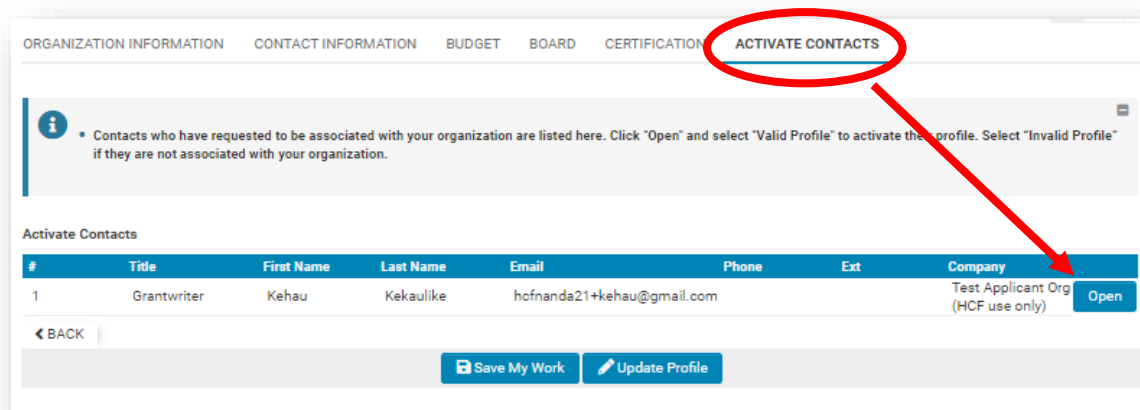 ORGANIZATION INFORMATION CONTACT INFORMATION BUDGET BOARD CERTIFICATION ACTIVATE CONTACTS
• Contacts who have requested to be associated with your organization are listed here. Click "Open" and select "Valid Profile" to activate their profile. Select "Invalid Profile"
if they are not associated with your organization.
Activate Contacts
# Title First Name Last Name Email Phone Ext Company
1 Grantwriter Kehau Kekaulike hcfnanda21+kehau@gmail.com Test Applicant Org
(HCF use only) Open
BACK
Save My Work Update Profile